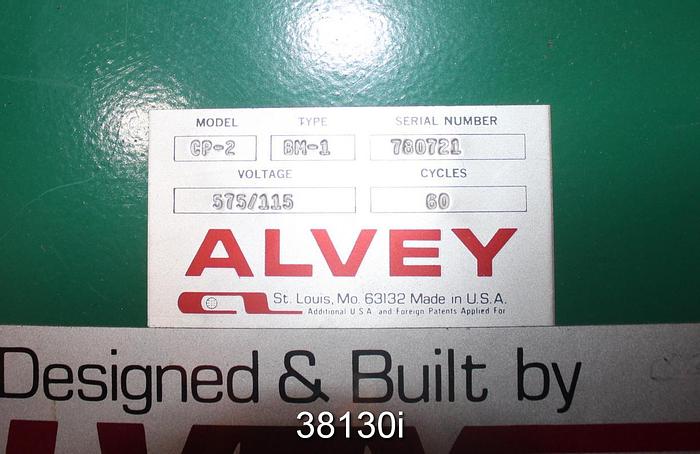 MODEL TYPE SERIAL NUMBER
CP-2 BM-1 780721
VOLTAGE CYCLES
575/115 60
ALVEY
St. Louis, Mo. 63132 Made in U.S.A.
Additional U.S.A. and Foreign Patents Applied For
Designed & Built by
38130i